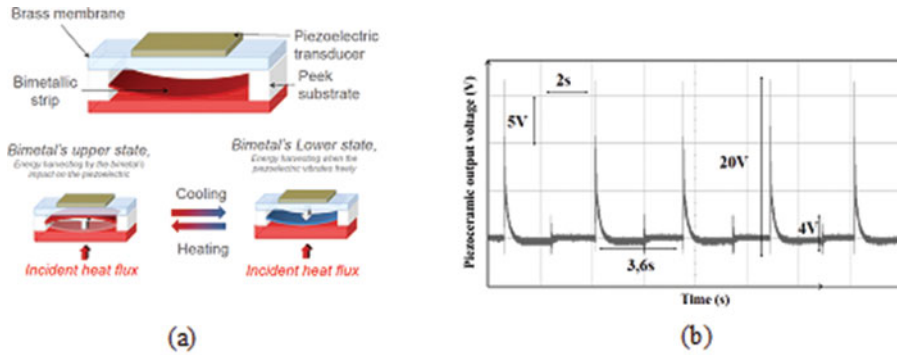 Brass membrane
Piezoelectric
transducer
Bimetallic
strip
Peek
substrate
Bimetal's upper state,
Energy harvesting by the bimetal's
impact on the piezoelectric
Bimetal's Lower state,
Energy harvesting when the
piezoelectric vibrates freely
Cooling
Heating
Incident heat flux
Incident heat flux
(a)
Piezoceramic output voltage (V)
2s
5V
20V
4V
3,6s
Time (s)
(b)